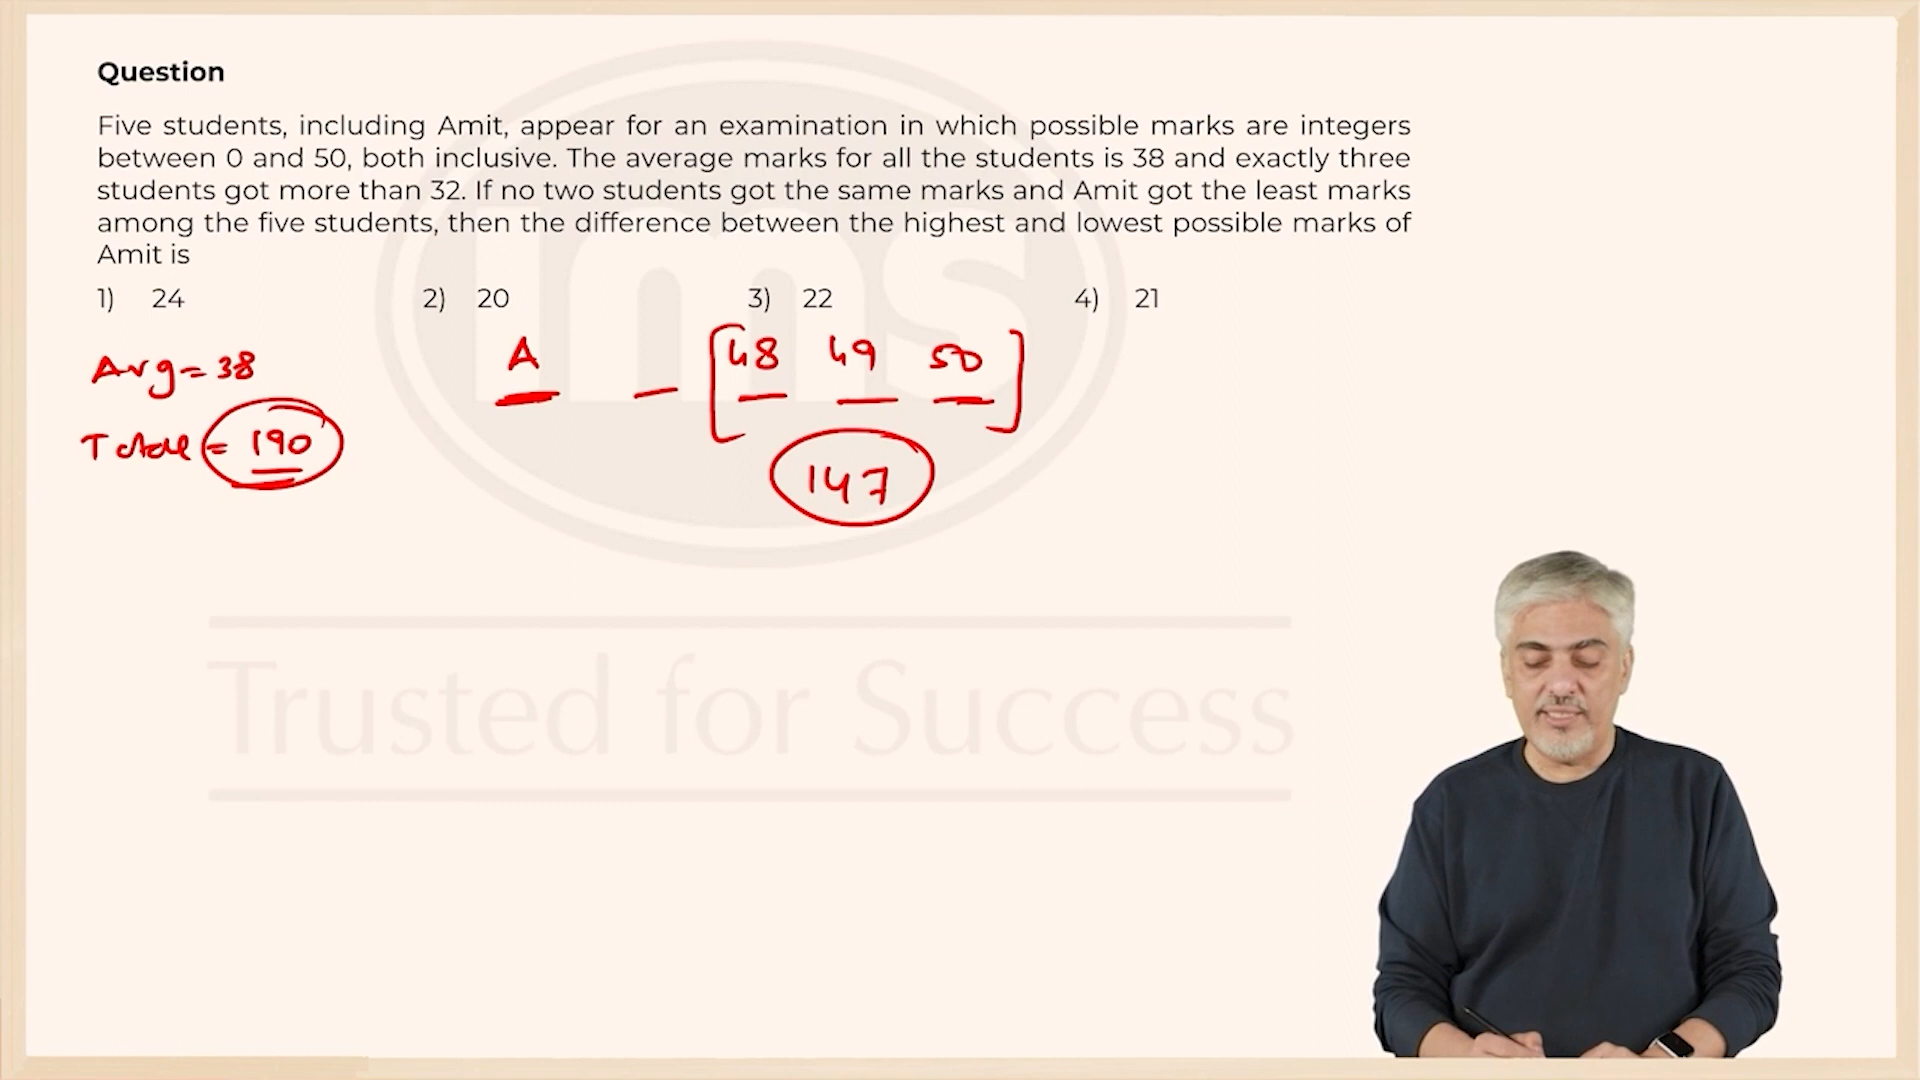 Question
Five students, including Amit, appear for an examination in which possible marks are integers
between 0 and 50, both inclusive. The average marks for all the students is 38 and exactly three
students got more than 32. If no two students got the same marks and Amit got the least marks
among the five students, then the difference between the highest and lowest possible marks of
Amit is
1) 24 2) 20 3) 22 4) 21
Avg = 38 A [48 49 50]
Total = 190 147
ims
Trusted for Success